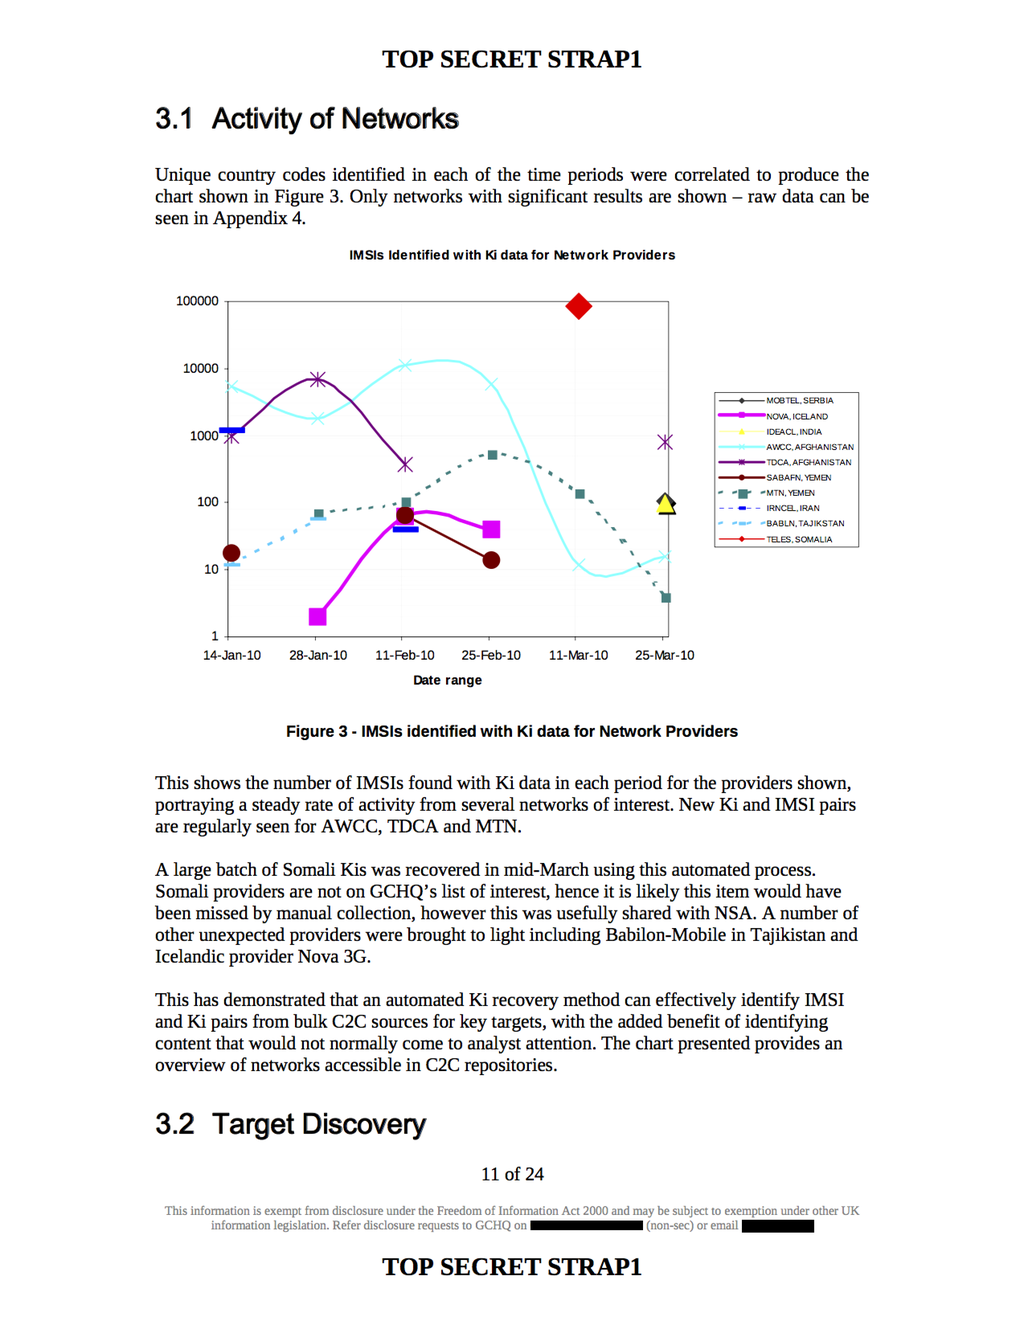 TOP SECRET STRAP1
3.1 Activity of Networks
Unique country codes identified in each of the time periods were correlated to produce the
chart shown in Figure 3. Only networks with significant results are shown – raw data can be
seen in Appendix 4.
IMSIs Identified with Ki data for Network Providers
100000
10000
1000
100
10
1
14-Jan-10 28-Jan-10 11-Feb-10 25-Feb-10 11-Mar-10 25-Mar-10
Date range
MOBTEL, SERBIA
NOVA, ICELAND
IDEACL, INDIA
AWCC, AFGHANISTAN
TDCA, AFGHANISTAN
SABAFN, YEMEN
MTN, YEMEN
IRNCEL, IRAN
BABLN, TAJIKSTAN
TELES, SOMALIA
Figure 3 - IMSIs identified with Ki data for Network Providers
This shows the number of IMSIs found with Ki data in each period for the providers shown,
portraying a steady rate of activity from several networks of interest. New Ki and IMSI pairs
are regularly seen for AWCC, TDCA and MTN.
A large batch of Somali Kis was recovered in mid-March using this automated process.
Somali providers are not on GCHQ’s list of interest, hence it is likely this item would have
been missed by manual collection, however this was usefully shared with NSA. A number of
other unexpected providers were brought to light including Babilon-Mobile in Tajikistan and
Icelandic provider Nova 3G.
This has demonstrated that an automated Ki recovery method can effectively identify IMSI
and Ki pairs from bulk C2C sources for key targets, with the added benefit of identifying
content that would not normally come to analyst attention. The chart presented provides an
overview of networks accessible in C2C repositories.
3.2 Target Discovery
11 of 24
This information is exempt from disclosure under the Freedom of Information Act 2000 and may be subject to exemption under other UK
information legislation. Refer disclosure requests to GCHQ on (non-sec) or email
TOP SECRET STRAP1